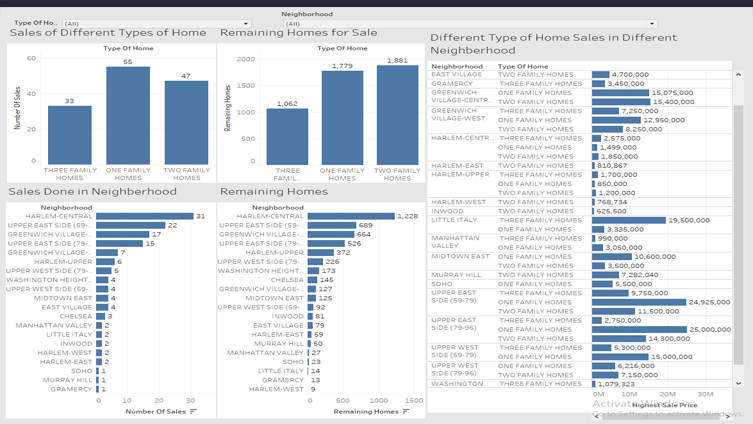 Neighborhood
Type of Ho..
(All)
(All)
Sales of Different Types of Home
Type Of Home
Number Of Sales
60
40
20
0
33
55
47
THREE FAMILY HOMES
ONE FAMILY HOMES
TWO FAMILY HOMES
Remaining Homes for Sale
Type Of Home
Remaining Homes
2000
1500
1000
500
0
1,062
1,779
1,881
THREE FAMIL..
ONE FAMILY HOMES
TWO FAMILY HOMES
Sales Done in Neighberhood
Neighborhood
HARLEM-CENTRAL 31
UPPER EAST SIDE (59-.. 22
GREENWICH VILLAGE-.. 17
UPPER EAST SIDE (79-.. 15
GREENWICH VILLAGE-.. 7
HARLEM-UPPER 6
UPPER WEST SIDE (79-.. 5
WASHINGTON HEIGHT.. 4
UPPER WEST SIDE (59-.. 4
MIDTOWN EAST 4
EAST VILLAGE 4
CHELSEA 3
MANHATTAN VALLEY 2
LITTLE ITALY 2
INWOOD 2
HARLEM-WEST 2
HARLEM-EAST 2
SOHO 1
MURRAY HILL 1
GRAMERCY 1
0 10 20 30
Number Of Sales
Remaining Homes
Neighborhood
HARLEM-CENTRAL 1,228
UPPER EAST SIDE (59-.. 689
GREENWICH VILLAGE-.. 664
UPPER EAST SIDE (79-.. 526
HARLEM-UPPER 372
UPPER WEST SIDE (79-.. 226
WASHINGTON HEIGHT.. 173
CHELSEA 145
GREENWICH VILLAGE-.. 127
MIDTOWN EAST 125
UPPER WEST SIDE (59-.. 92
INWOOD 81
EAST VILLAGE 79
HARLEM-EAST 59
MURRAY HILL 50
MANHATTAN VALLEY 27
SOHO 23
LITTLE ITALY 14
GRAMERCY 13
HARLEM-WEST 9
0 500 1000 1500
Remaining Homes
Different Type of Home Sales in Different
Neighborhood
Neighborhood Type Of Home
EAST VILLAGE TWO FAMILY HOMES 4,700,000
GRAMERCY THREE FAMILY HOMES 3,450,000
GREENWICH ONE FAMILY HOMES 15,075,000
VILLAGE-CENTR.. TWO FAMILY HOMES 15,400,000
GREENWICH THREE FAMILY HOMES 7,250,000
VILLAGE-WEST ONE FAMILY HOMES 12,950,000
TWO FAMILY HOMES 8,250,000
HARLEM-CENTR.. THREE FAMILY HOMES 2,575,000
ONE FAMILY HOMES 1,499,000
TWO FAMILY HOMES 1,850,000
HARLEM-EAST TWO FAMILY HOMES 810,867
HARLEM-UPPER THREE FAMILY HOMES 1,700,000
ONE FAMILY HOMES 850,000
TWO FAMILY HOMES 1,200,000
HARLEM-WEST TWO FAMILY HOMES 768,734
INWOOD TWO FAMILY HOMES 625,500
LITTLE ITALY THREE FAMILY HOMES 19,500,000
ONE FAMILY HOMES 3,335,000
MANHATTAN THREE FAMILY HOMES 990,000
VALLEY ONE FAMILY HOMES 3,050,000
MIDTOWN EAST ONE FAMILY HOMES 10,600,000
TWO FAMILY HOMES 3,500,000
MURRAY HILL TWO FAMILY HOMES 7,282,040
SOHO ONE FAMILY HOMES 5,500,000
UPPER EAST THREE FAMILY HOMES 9,750,000
SIDE (59-79) ONE FAMILY HOMES 24,925,000
TWO FAMILY HOMES 11,500,000
UPPER EAST THREE FAMILY HOMES 2,750,000
SIDE (79-96) ONE FAMILY HOMES 25,000,000
TWO FAMILY HOMES 14,300,000
UPPER WEST THREE FAMILY HOMES 5,300,000
SIDE (59-79) ONE FAMILY HOMES 15,000,000
UPPER WEST ONE FAMILY HOMES 6,216,000
SIDE (79-96) TWO FAMILY HOMES 7,150,000
WASHINGTON THREE FAMILY HOMES 1,079,323
0M 10M 20M 30M
Highest Sale Price
Activate Windows
Go to Settings to activate Windows.